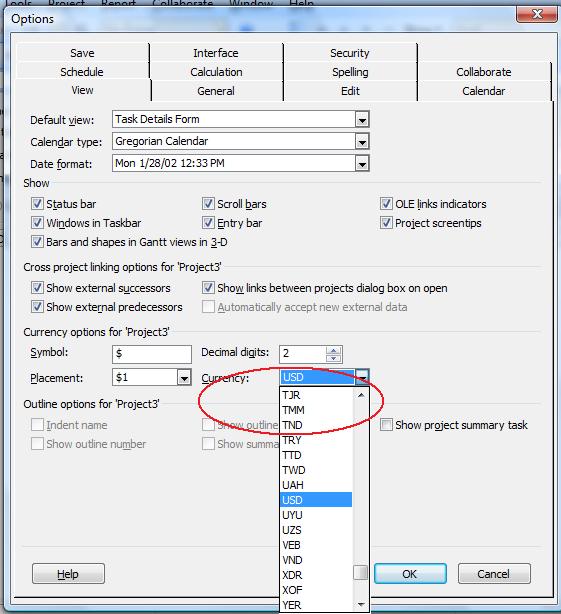 Tools Project Report Collaborate Window Help
Options
Save Interface Security
Schedule Calculation Spelling Collaborate
View General Edit Calendar
Default view: Task Details Form
Calendar type: Gregorian Calendar
Date format: Mon 1/28/02 12:33 PM
Show
Status bar Scroll bars OLE links indicators
Windows in Taskbar Entry bar Project screentips
Bars and shapes in Gantt views in 3-D
Cross project linking options for 'Project3'
Show external successors Show links between projects dialog box on open
Show external predecessors Automatically accept new external data
Currency options for 'Project3'
Symbol: $ Decimal digits: 2
Placement: $1 Currency: USD
TJR
Outline options for 'Project3' TMM
Indent name Show outline TND Show project summary task
TRY
Show outline number Show summa
TTD
TWD
UAH
USD
UYU
UZS
VEB
VND
Help XDR OK Cancel
XOF
YER